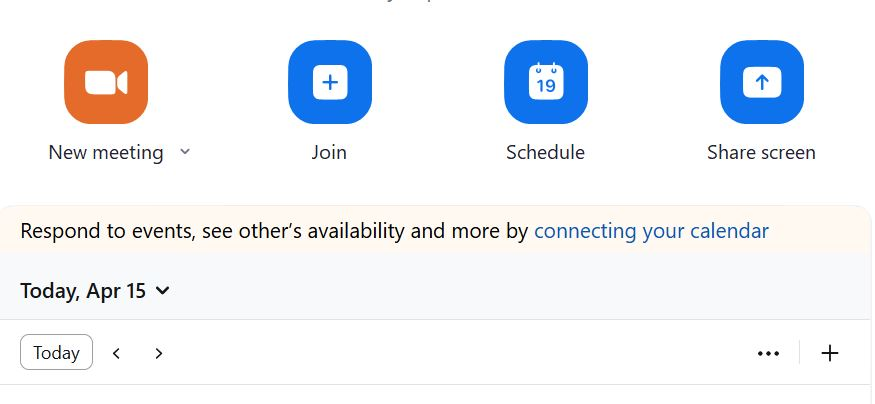 New meeting
Join
19
Schedule
Share screen
Respond to events, see other's availability and more by connecting your calendar
Today, Apr 15
Today